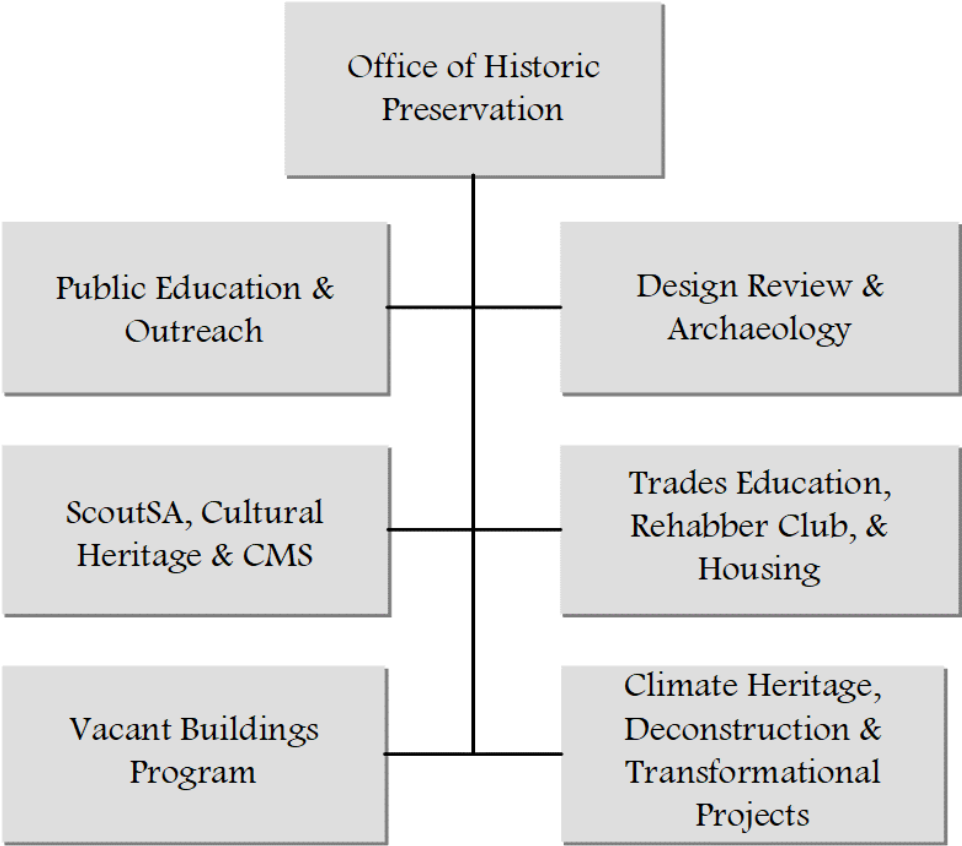 Office of Historic
Preservation
Public Education &
Outreach
Design Review &
Archaeology
ScoutSA, Cultural
Heritage & CMS
Trades Education,
Rehabber Club, &
Housing
Vacant Buildings
Program
Climate Heritage,
Deconstruction &
Transformational
Projects